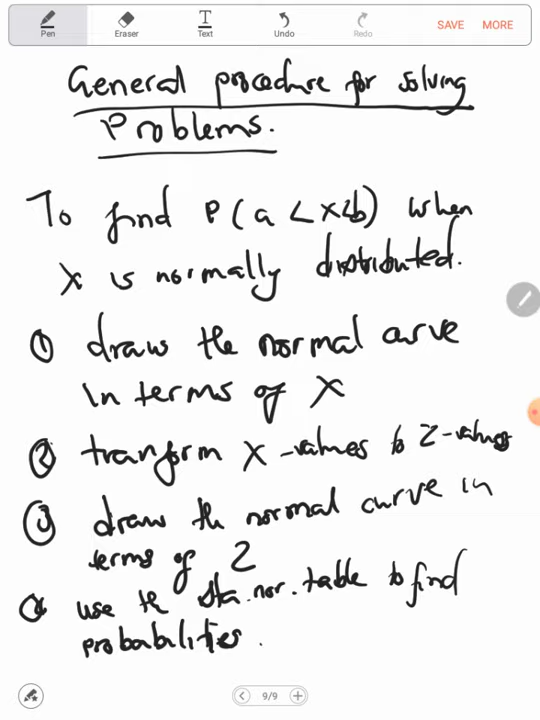 Pen Eraser Text Undo Redo SAVE MORE
General procedure for solving
Problems.
To find P(a<X<b) when
X is normally distributed.
① draw the normal curve
in terms of X
② transform X-values to Z-values
③ draw the normal curve in
terms of Z
④ use the sta.nor.table to find
probabalities.
9/9